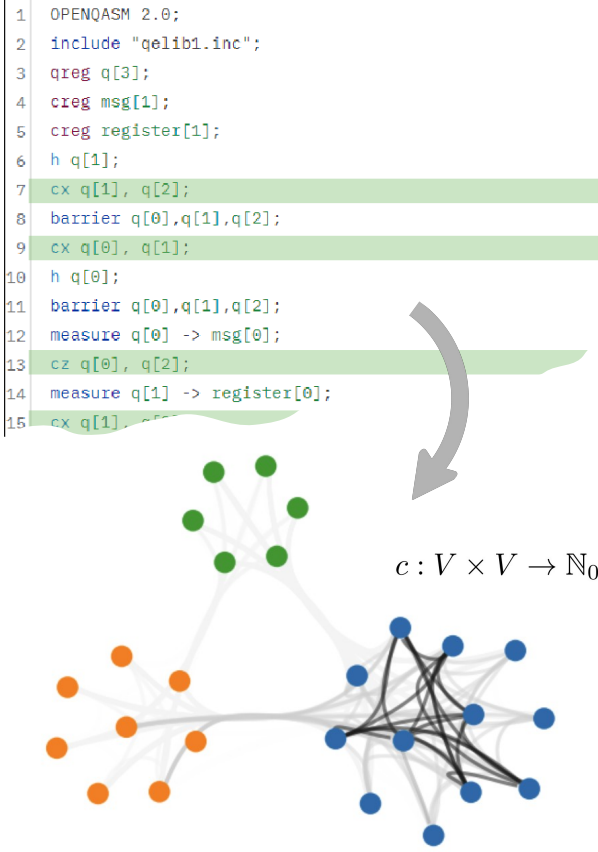 1 OPENQASM 2.0;
2 include "qelib1.inc";
3 qreg q[3];
4 creg msg[1];
5 creg register[1];
6 h q[1];
7 cx q[1], q[2];
8 barrier q[0],q[1],q[2];
9 cx q[0], q[1];
10 h q[0];
11 barrier q[0],q[1],q[2];
12 measure q[0] -> msg[0];
13 cz q[0], q[2];
14 measure q[1] -> register[0];
15 cx q[1],
c : V × V → ℕ₀